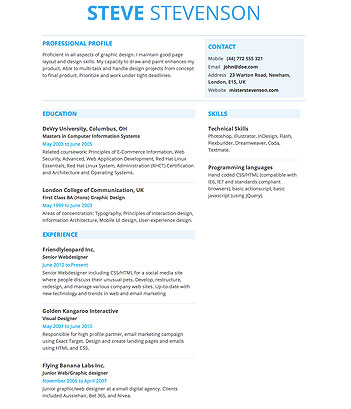 STEVE STEVENSON
PROFESSIONAL PROFILE
Proficient in all aspects of graphic design, I maintain good page
layout and design skills. My capacity to draw and paint enhances my
product. Able to multi-task and handle design projects from concept
to final product. Prioritize and work under tight deadlines.
CONTACT
Mobile (44) 772 555 321
Email john@doe.com
Address 23 Warton Road, Newham,
London, E15, UK
Website misterstevenson.com
EDUCATION
DeVry University, Columbus, OH
Masters in Computer Information Systems
May 2003 to June 2005
Related coursework: Principles of E-Commerce Information, Web
Security, Advanced, Web Application Development, Red Hat Linux
Essentials, Red Hat Linux System, Administration (RHCT) Certification
and Architecture and Operating Systems.
London College of Communication, UK
First Class BA (Hons) Graphic Design
May 1999 to June 2003
Areas of concentration: Typography, Principles of interaction design,
Information Architecture, Mobile UI design, User-experience design.
EXPERIENCE
Friendlyleopard Inc.
Senior Webdesigner
June 2010 to Present
Senior Webdesigner including CSS/HTML for a social media site
where people discuss their unusual pets. Develop, restructure,
redesign, and manage various company web sites. Up-to-date with
new technology and trends in web and email marketing
Golden Kangaroo Interactive
Visual Designer
May 2007 to June 2010
Responsible for high profile partner, email marketing campaign
using Exact Target. Design and create landing pages and emails
using HTML and CSS.
Flying Banana Labs Inc.
Junior Web/Graphic designer
November 2005 to April 2007
Junior graphic/web designer at a small digital agency. Clients
included Aussiehair, Bet 365, and Nivea.
SKILLS
Technical Skills
Photoshop, Illustrator, InDesign, Flash,
Flexbuilder, Dreamweaver, Coda,
Textmate.
Programming languages
Hand coded CSS/HTML (compatible with
IE6, IE7 and standards compliant
browsers), basic actionscript, basic
javascript (using jQuery).